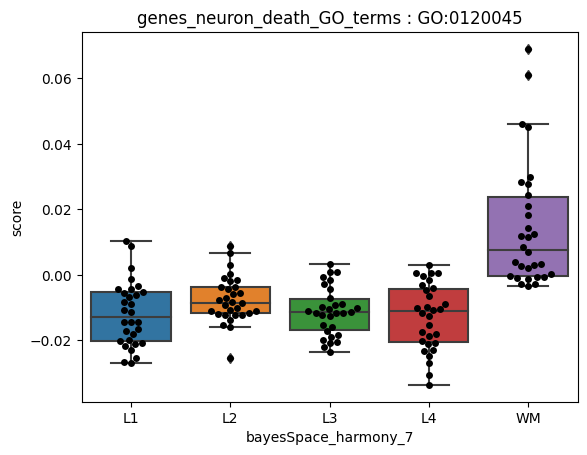 genes_neuron_death_GO_terms : GO:0120045
score
0.06
0.04
0.02
0.00
−0.02
L1 L2 L3 L4 WM
bayesSpace_harmony_7